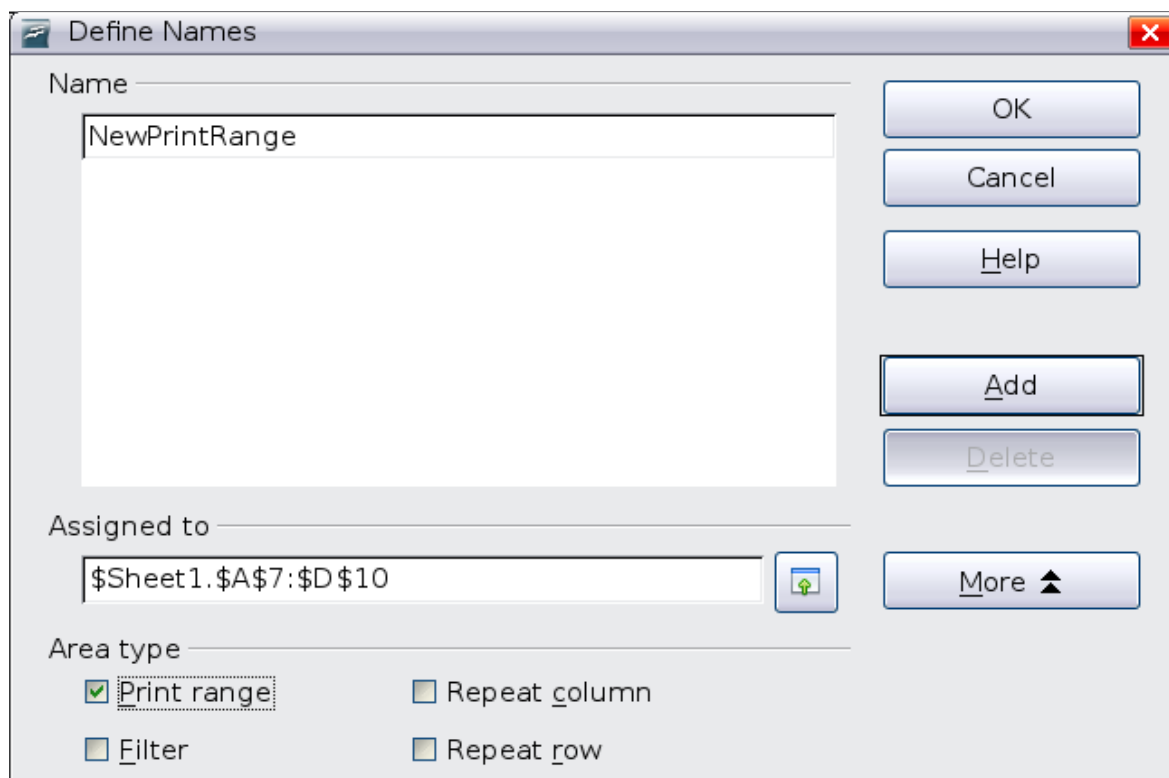 Define Names
Name
OK
NewPrintRange
Cancel
Help
Add
Delete
Assigned to
$Sheet1.$A$7:$D$10
More
Area type
Print range
Repeat column
Filter
Repeat row